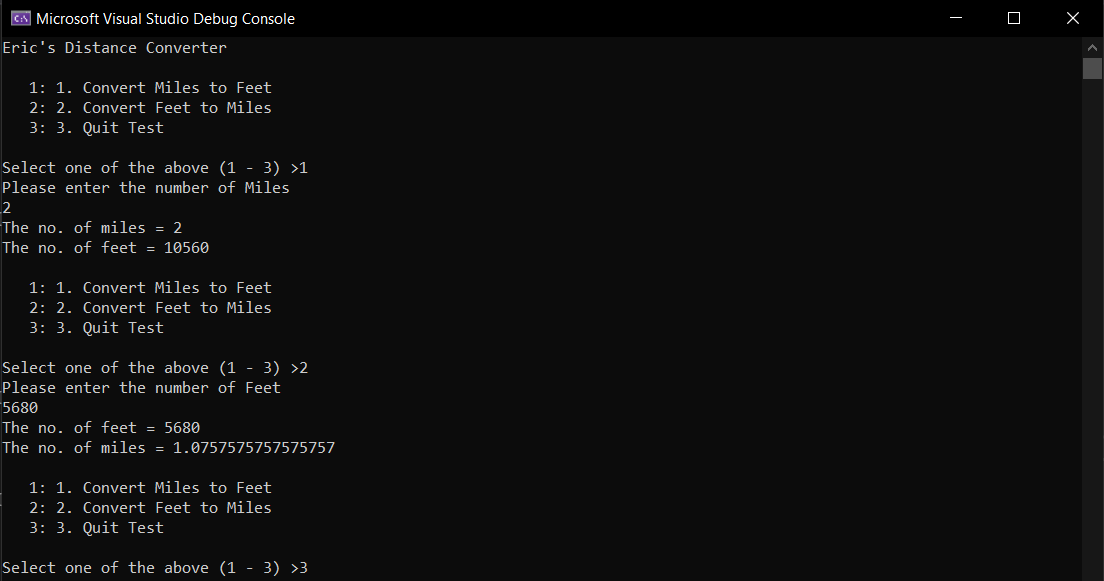 Microsoft Visual Studio Debug Console
Eric's Distance Converter
1: 1. Convert Miles to Feet
2: 2. Convert Feet to Miles
3: 3. Quit Test
Select one of the above (1 - 3) >1
Please enter the number of Miles
2
The no. of miles = 2
The no. of feet = 10560
1: 1. Convert Miles to Feet
2: 2. Convert Feet to Miles
3: 3. Quit Test
Select one of the above (1 - 3) >2
Please enter the number of Feet
5680
The no. of feet = 5680
The no. of miles = 1.0757575757575757
1: 1. Convert Miles to Feet
2: 2. Convert Feet to Miles
3: 3. Quit Test
Select one of the above (1 - 3) >3